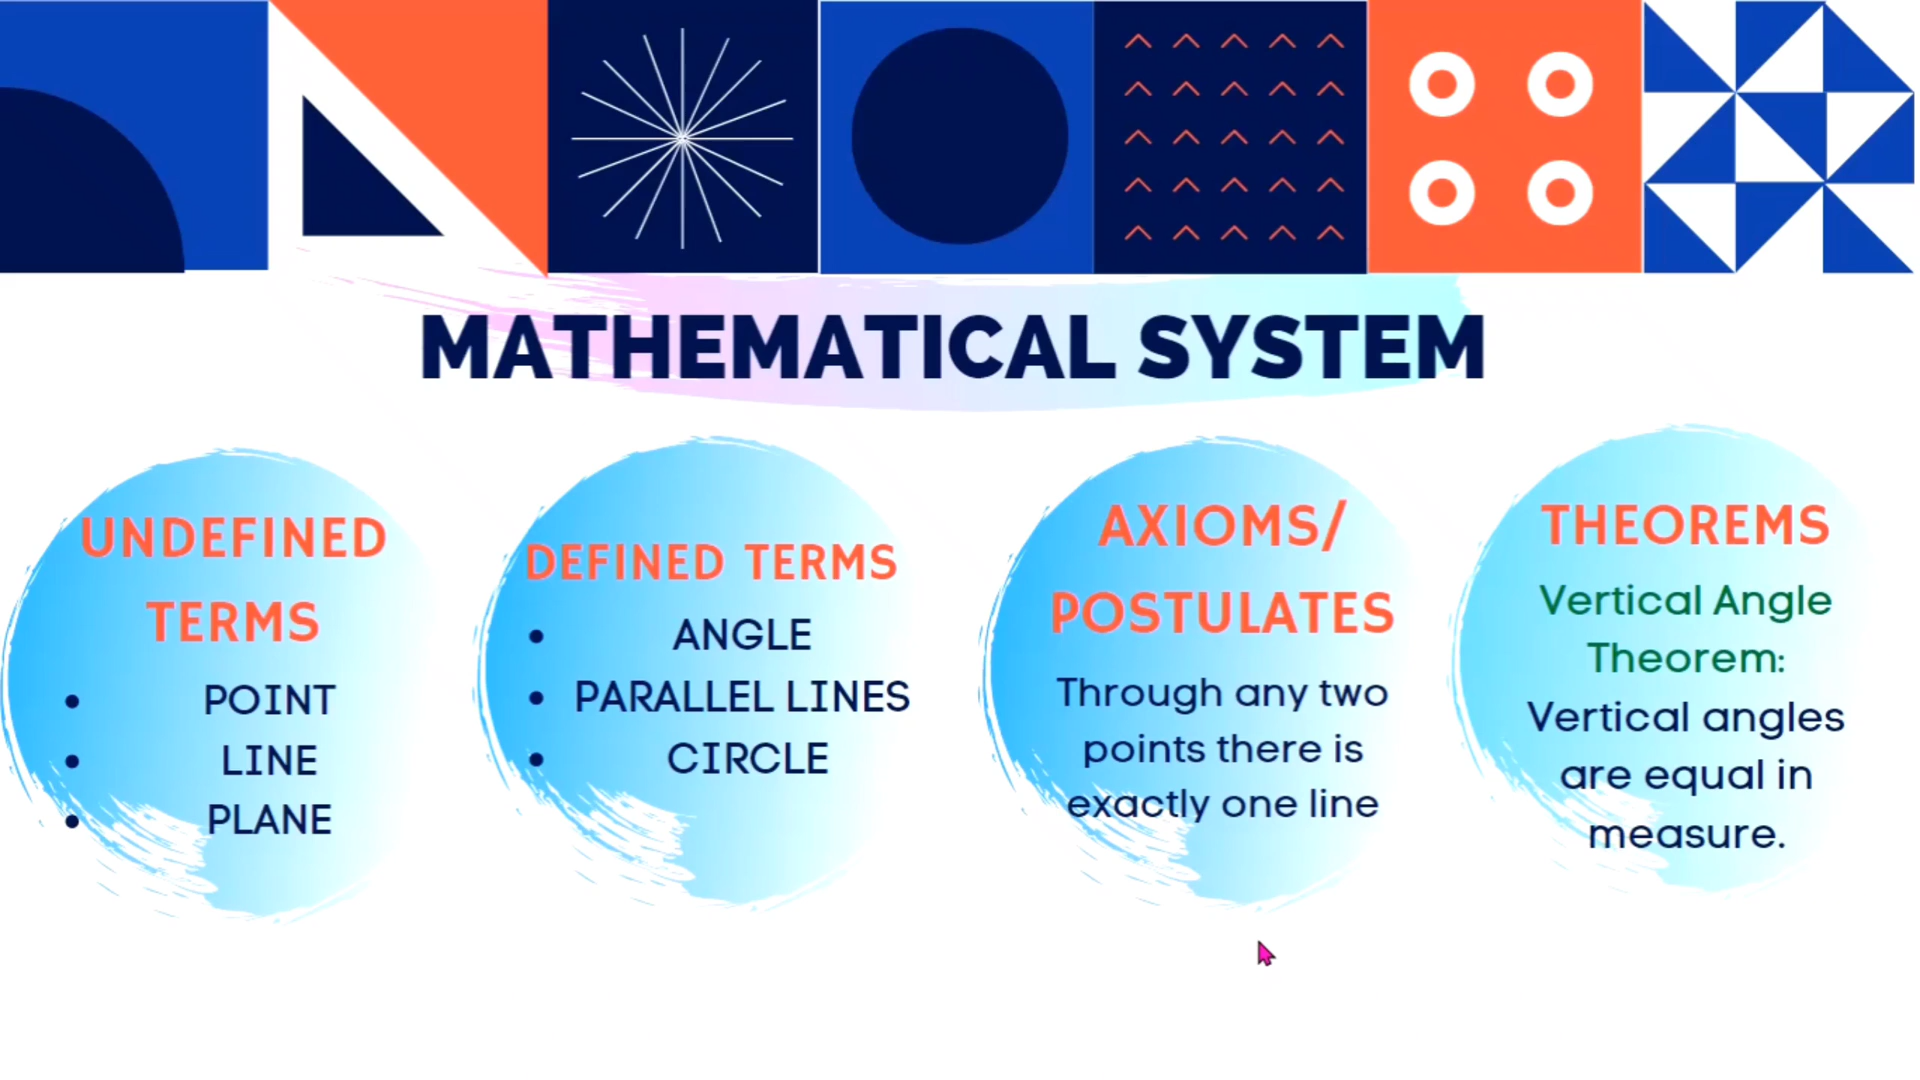 MATHEMATICAL SYSTEM
UNDEFINED
TERMS
• POINT
• LINE
• PLANE
DEFINED TERMS
• ANGLE
• PARALLEL LINES
• CIRCLE
AXIOMS/
POSTULATES
Through any two
points there is
exactly one line
THEOREMS
Vertical Angle
Theorem:
Vertical angles
are equal in
measure.